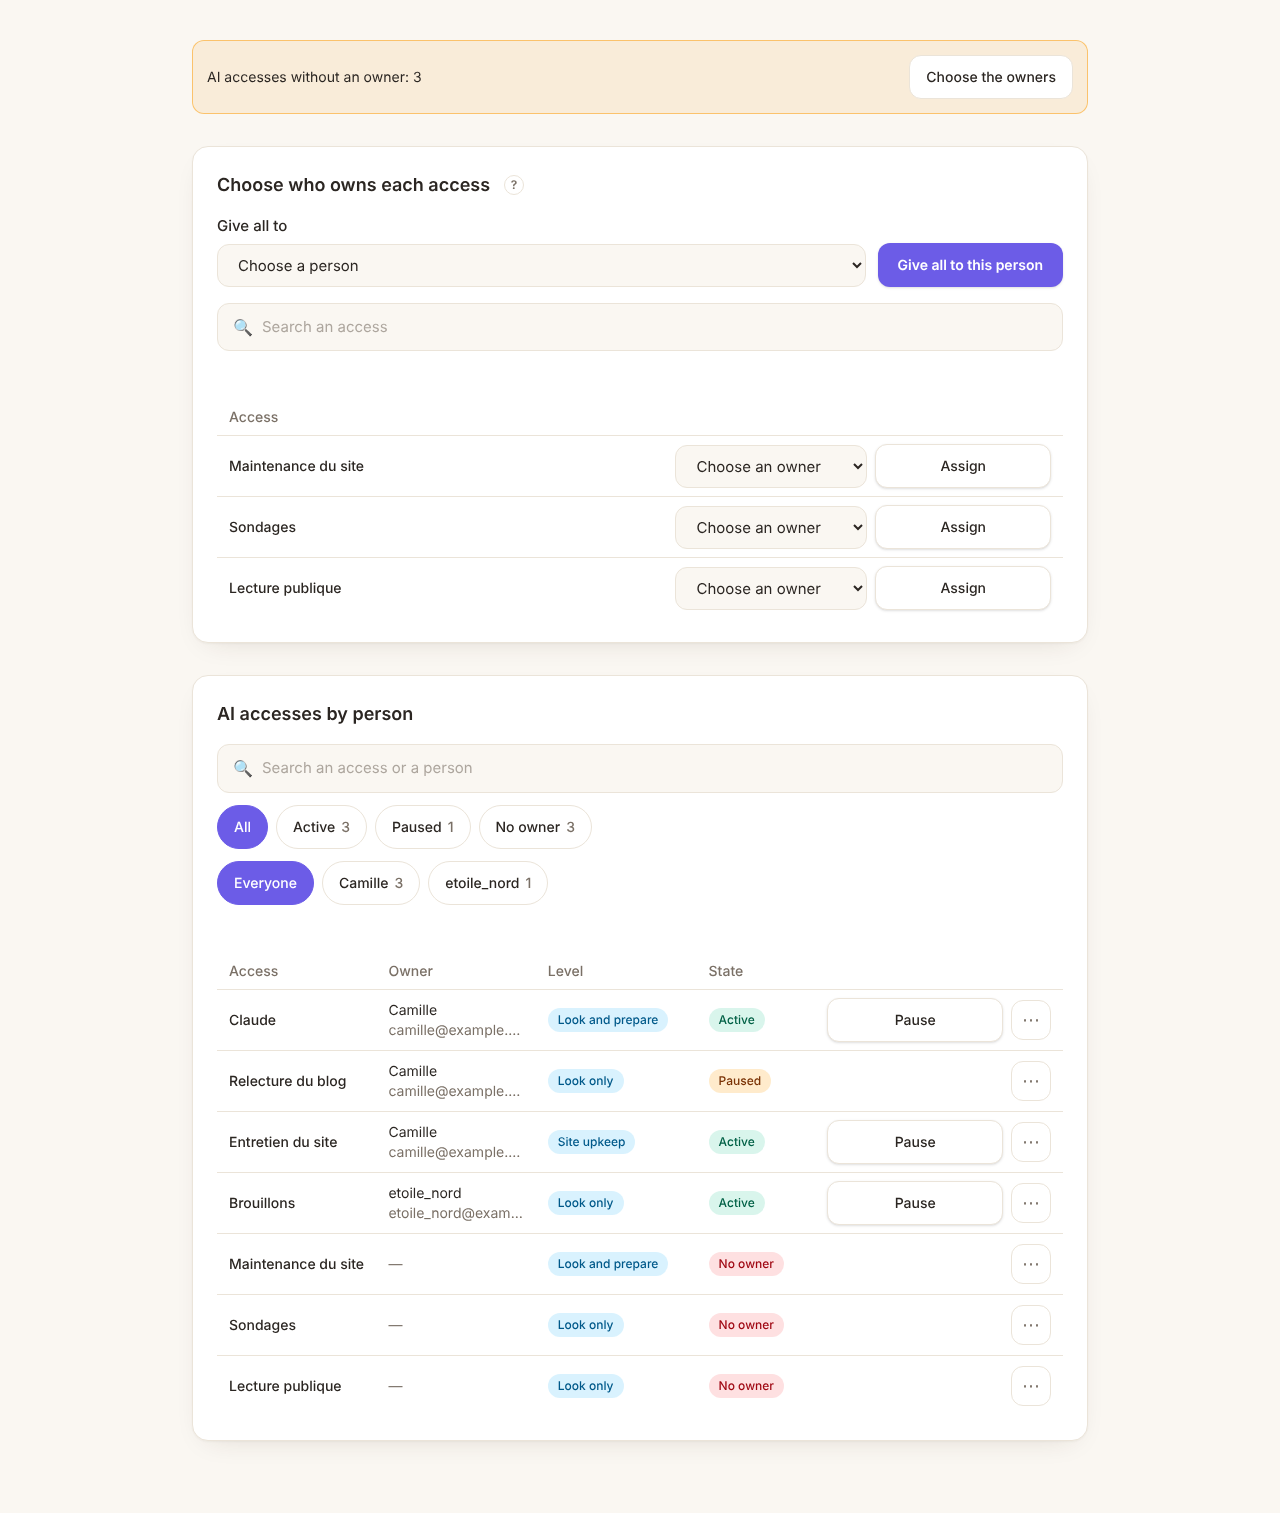 AI accesses without an owner: 3
Choose the owners
Choose who owns each access ?
Give all to
Choose a person
Give all to this person
Search an access
Access
Maintenance du site Choose an owner Assign
Sondages Choose an owner Assign
Lecture publique Choose an owner Assign
AI accesses by person
Search an access or a person
All Active 3 Paused 1 No owner 3
Everyone Camille 3 etoile_nord 1
Access Owner Level State
Claude Camille Look and prepare Active Pause ...
camille@example....
Relecture du blog Camille Look only Paused ...
camille@example....
Entretien du site Camille Site upkeep Active Pause ...
camille@example....
Brouillons etoile_nord Look only Active Pause ...
etoile_nord@exam...
Maintenance du site — Look and prepare No owner ...
Sondages — Look only No owner ...
Lecture publique — Look only No owner ...